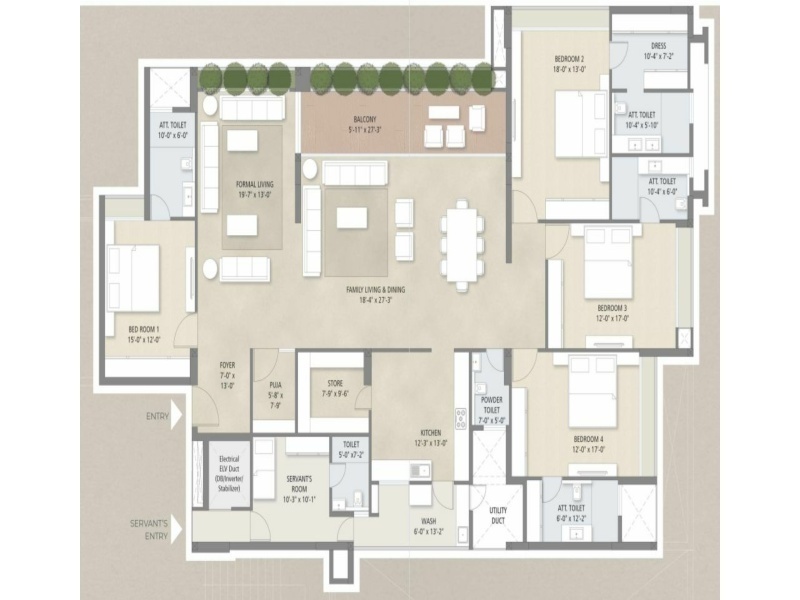 BEDROOM 2
18'-0" x 13'-0"
DRESS
10'-4" x 7'-2"
ATT. TOILET
10'-4" x 5'-10"
ATT. TOILET
10'-4" x 6'-0"
ATT. TOILET
10'-0" x 6'-0"
BALCONY
5'-11" x 27'-3"
FORMAL LIVING
19'-7" x 13'-0"
FAMILY LIVING & DINING
18'-4" x 27'-3"
BED ROOM 1
15'-0" x 12'-0"
BEDROOM 3
12'-0" x 17'-0"
FOYER
7'-0" x
13'-0"
PUJA
5'-8" x
7'-9"
STORE
7'-9" x 9'-6"
KITCHEN
12'-3" x 13'-0"
POWDER
TOILET
7'-0" x 5'-0"
BEDROOM 4
12'-0" x 17'-0"
ENTRY
Electrical
ELV Duct
(DB/Inverter/
Stabilizer)
SERVANT'S
ROOM
10'-3" x 10'-1"
TOILET
5'-0" x7'-2"
WASH
6'-0" x 13'-2"
UTILITY
DUCT
ATT. TOILET
6'-0" x 12'-2"
SERVANT'S
ENTRY